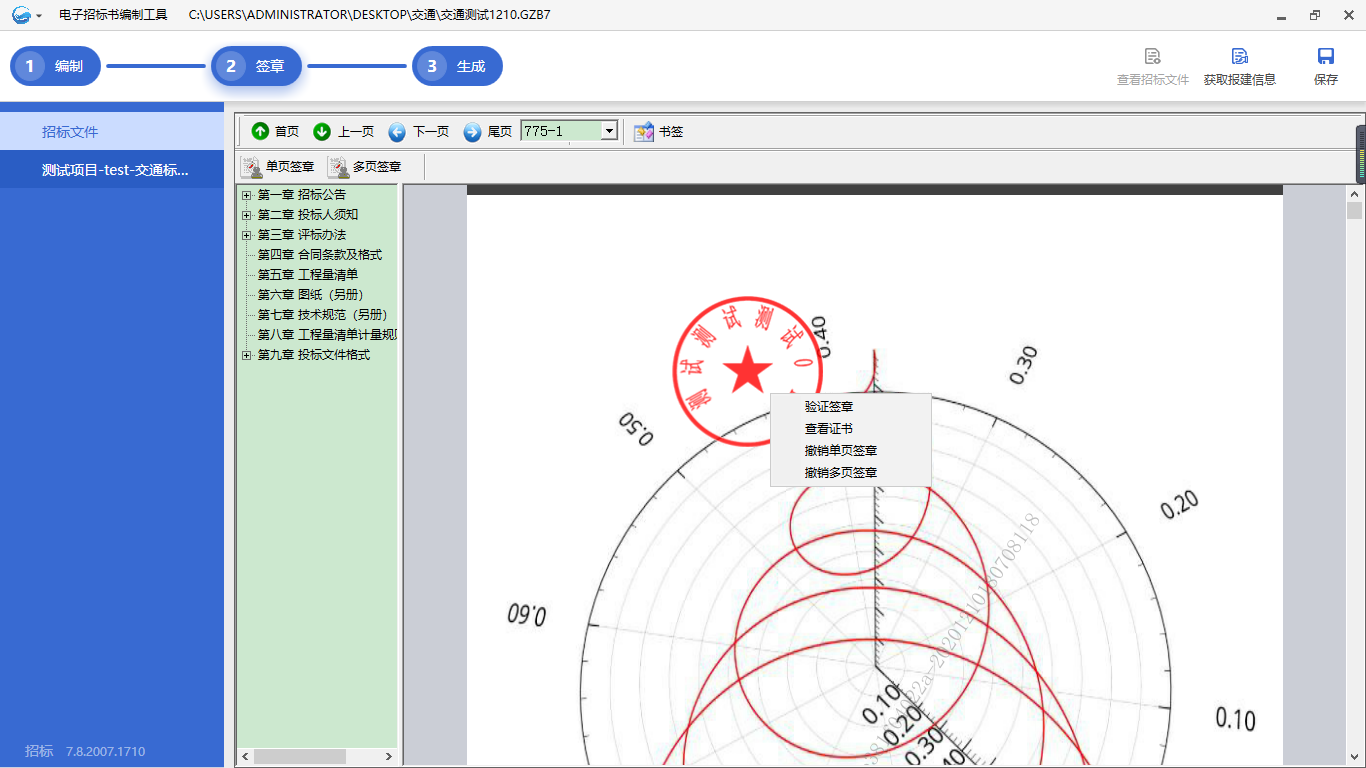 电子招标书编制工具 C:\USERS\ADMINISTRATOR\DESKTOP\交通\交通测试1210.GZB7
1 编制
2 签章
3 生成
查看招标文件
获取报建信息
保存
招标文件
测试项目-test-交通标...
首页
上一页
下一页
尾页
775-1
书签
单页签章
多页签章
第一章 招标公告
第二章 投标人须知
第三章 评标办法
第四章 合同条款及格式
第五章 工程量清单
第六章 图纸（另册）
第七章 技术规范（另册）
第八章 工程量清单计量规
第九章 投标文件格式
测试测试测试0
0.40
0.30
0.50
验证签章
查看证书
撤销单页签章
撤销多页签章
0.20
0.60
0.10
0.10
0.20
0.30
招标 7.8.2007.1710